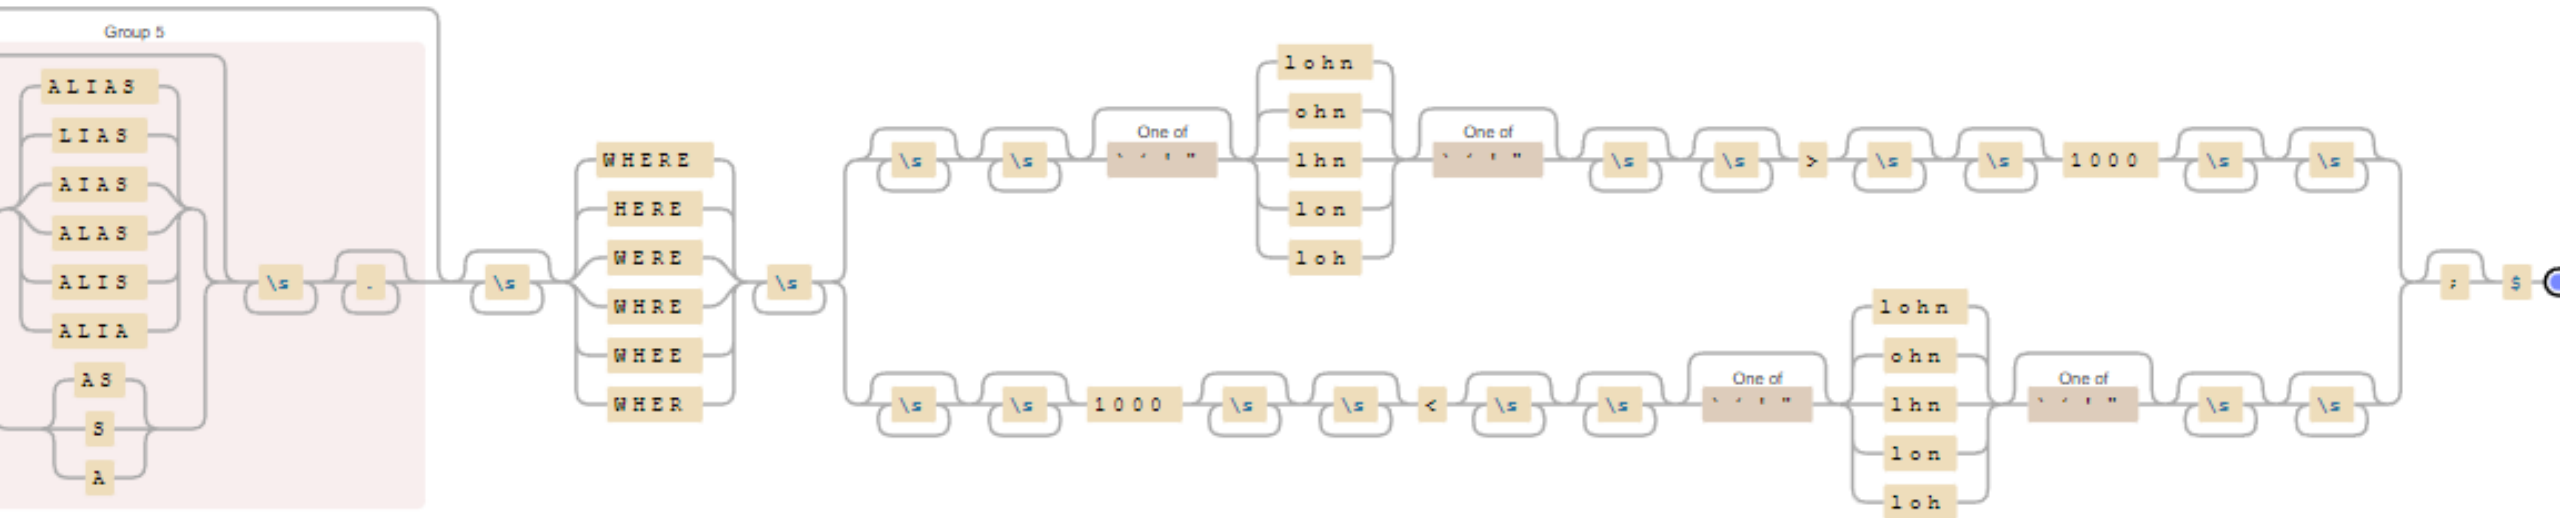 Group 5
ALIAS
LIAS
AIAS
ALAS
ALIS
ALIA
AS
S
A
\s
.
\s
WHERE
HERE
WERE
WHRE
WHEE
WHER
\s
\s
\s
One of
` ´ ' "
lohn
ohn
lhn
lon
loh
One of
` ´ ' "
\s
\s
>
\s
\s
1000
\s
\s
\s
\s
1000
\s
\s
<
\s
\s
One of
` ´ ' "
lohn
ohn
lhn
lon
loh
One of
` ´ ' "
\s
\s
;
$